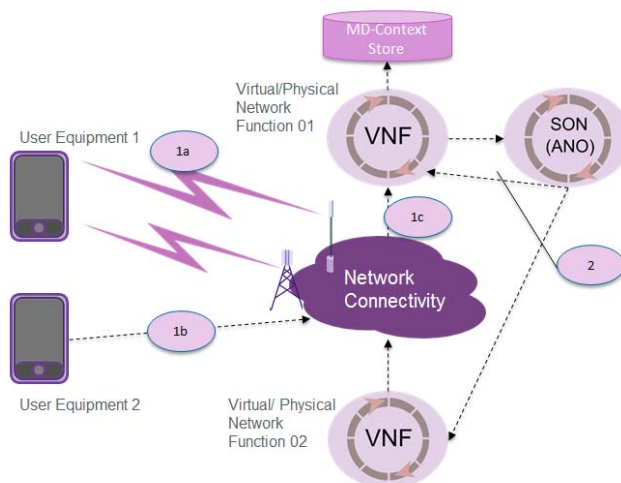 MD-Context
Store
Virtual/Physical
Network
Function 01
VNF
SON
(ANO)
User Equipment 1
1a
1c
Network
Connectivity
2
1b
User Equipment 2
Virtual/ Physical
Network
Function 02
VNF